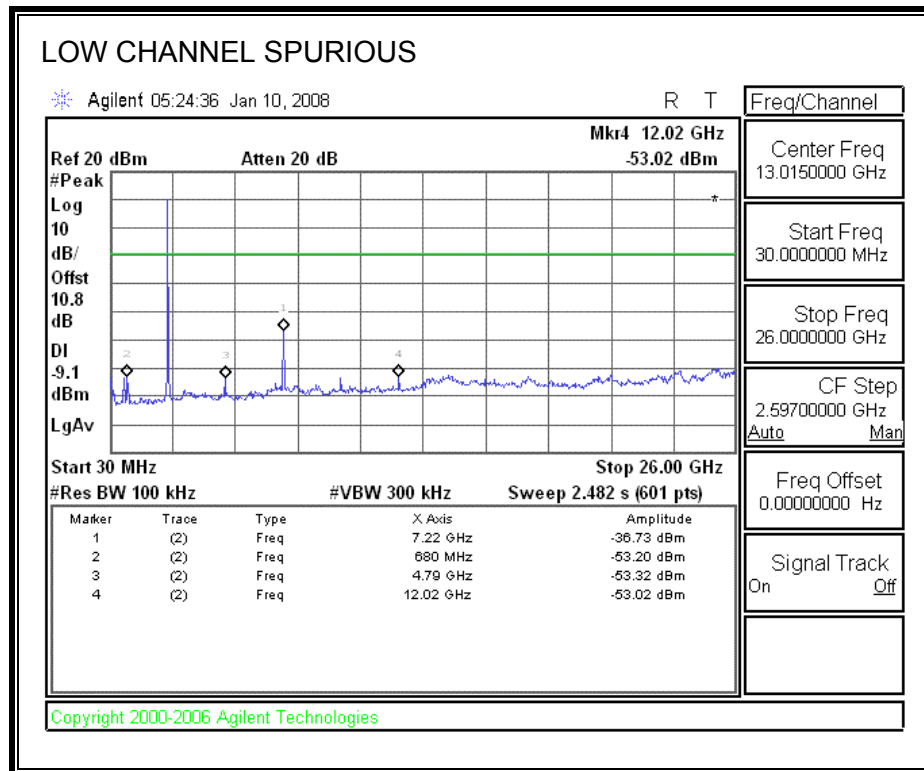 LOW CHANNEL SPURIOUS
Agilent 05:24:36 Jan 10, 2008
R T
Mkr4 12.02 GHz
Ref 20 dBm
Atten 20 dB
-53.02 dBm
#Peak
Log
10
dB/
Offst
10.8
dB
DI
-9.1
dBm
LgAv
*
1
2
3
4
Start 30 MHz
Stop 26.00 GHz
#Res BW 100 kHz
#VBW 300 kHz
Sweep 2.482 s (601 pts)
Marker Trace Type X Axis Amplitude
1 (2) Freq 7.22 GHz -36.73 dBm
2 (2) Freq 680 MHz -53.20 dBm
3 (2) Freq 4.79 GHz -53.32 dBm
4 (2) Freq 12.02 GHz -53.02 dBm
Freq/Channel
Center Freq
13.0150000 GHz
Start Freq
30.0000000 MHz
Stop Freq
26.0000000 GHz
CF Step
2.59700000 GHz
Auto Man
Freq Offset
0.00000000 Hz
Signal Track
On Off
Copyright 2000-2006 Agilent Technologies